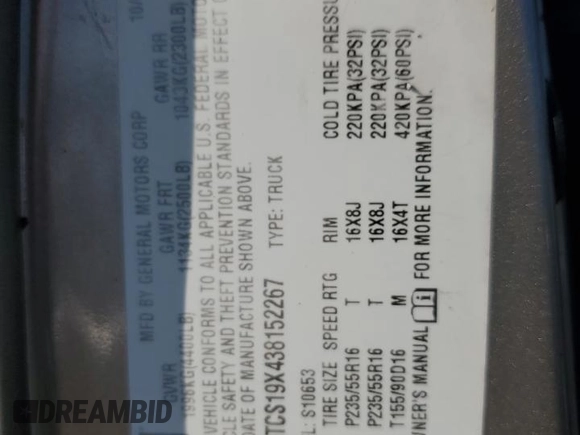 MFD BY GENERAL MOTORS CORP 10/
GVWR GAWR FRT GAWR RR
1996KG(4400LB) 1134KG(2500LB) 1043KG(2300LB)
VEHICLE CONFORMS TO ALL APPLICABLE U.S. FEDERAL MOTOR
CLE SAFETY AND THEFT PREVENTION STANDARDS IN EFFECT O
DATE OF MANUFACTURE SHOWN ABOVE.
TCS19X438152267 TYPE: TRUCK
L: S10653
TIRE SIZE SPEED RTG RIM COLD TIRE PRESSU
P235/55R16 T 16X8J 220KPA(32PSI)
P235/55R16 T 16X8J 220KPA(32PSI)
T155/90D16 M 16X4T 420KPA(60PSI)
NER'S MANUAL FOR MORE INFORMATION.
DREAMBID